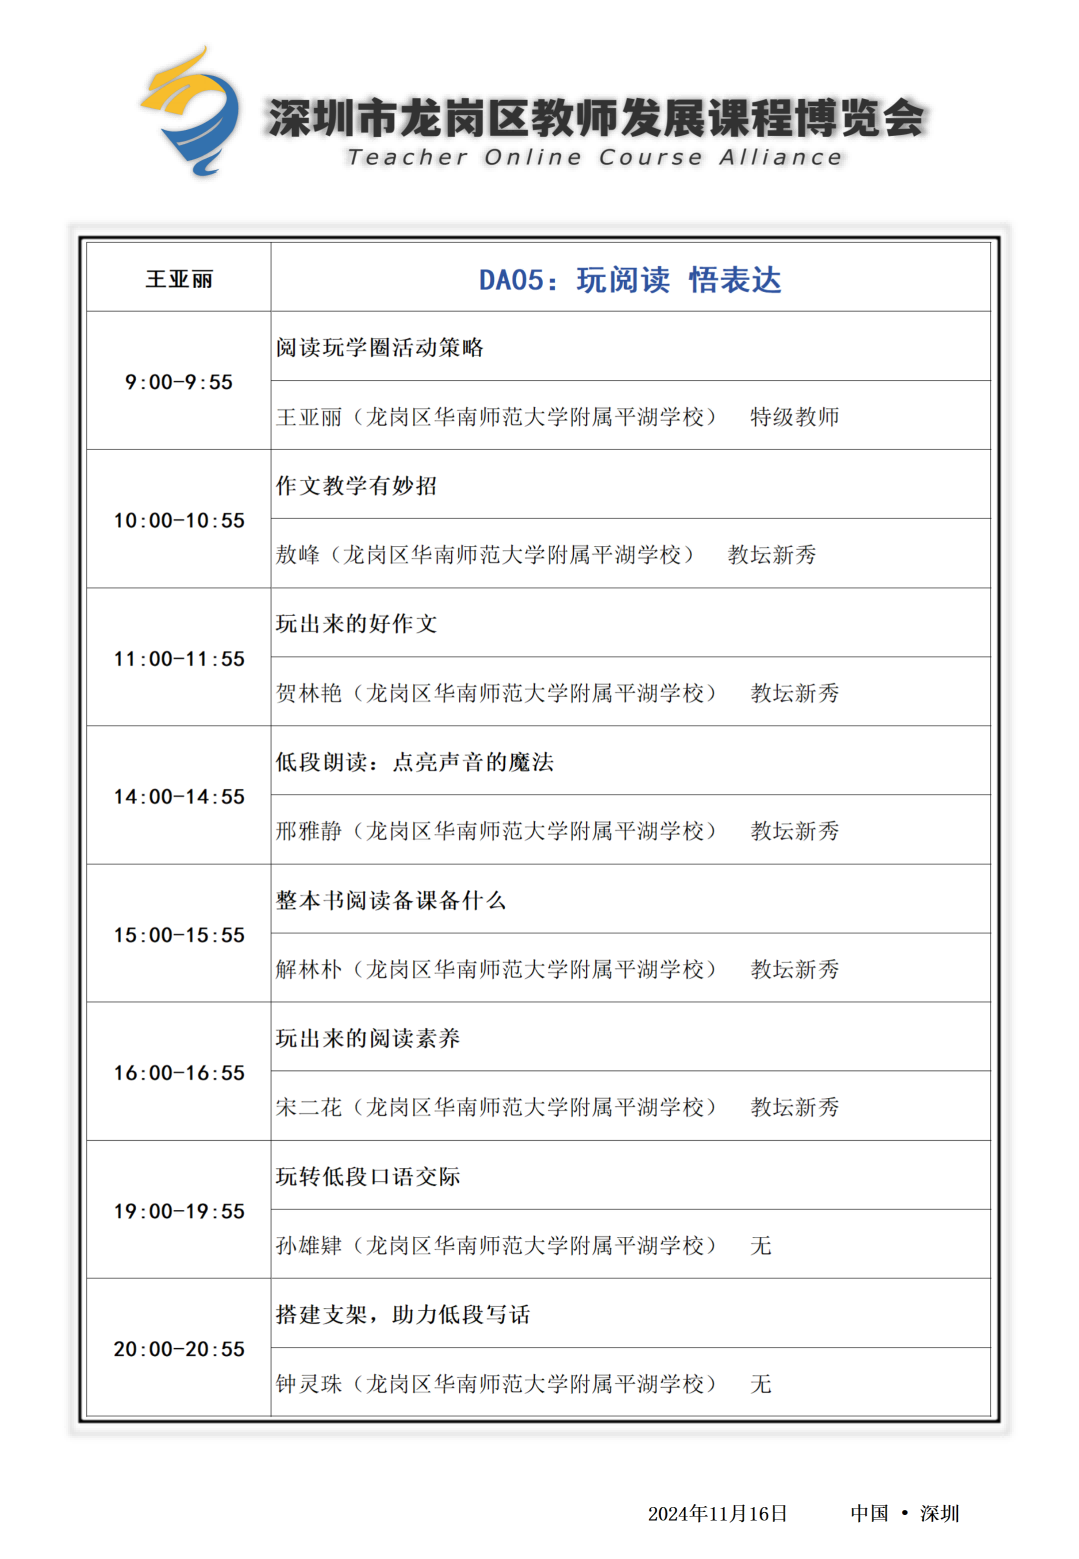 深圳市龙岗区教师发展课程博览会
Teacher Online Course Alliance
王亚丽
DA05：玩阅读 悟表达
9:00-9:55
阅读玩学圈活动策略
王亚丽（龙岗区华南师范大学附属平湖学校） 特级教师
10:00-10:55
作文教学有妙招
敖峰（龙岗区华南师范大学附属平湖学校） 教坛新秀
11:00-11:55
玩出来的好作文
贺林艳（龙岗区华南师范大学附属平湖学校） 教坛新秀
14:00-14:55
低段朗读：点亮声音的魔法
邢雅静（龙岗区华南师范大学附属平湖学校） 教坛新秀
15:00-15:55
整本书阅读备课备什么
解林朴（龙岗区华南师范大学附属平湖学校） 教坛新秀
16:00-16:55
玩出来的阅读素养
宋二花（龙岗区华南师范大学附属平湖学校） 教坛新秀
19:00-19:55
玩转低段口语交际
孙雄肄（龙岗区华南师范大学附属平湖学校） 无
20:00-20:55
搭建支架，助力低段写话
钟灵珠（龙岗区华南师范大学附属平湖学校） 无
2024年11月16日 中国 • 深圳